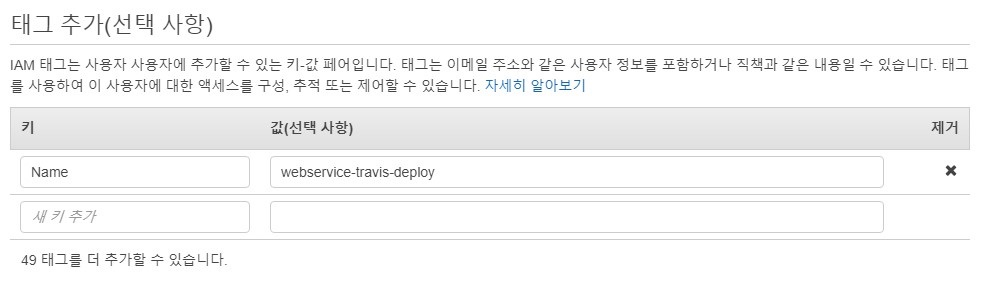 태그 추가(선택 사항)
IAM 태그는 사용자 사용자에 추가할 수 있는 키-값 페어입니다. 태그는 이메일 주소와 같은 사용자 정보를 포함하거나 직책과 같은 내용일 수 있습니다. 태그
를 사용하여 이 사용자에 대한 액세스를 구성, 추적 또는 제어할 수 있습니다. 자세히 알아보기
키 값(선택 사항) 제거
Name webservice-travis-deploy ✖
새 키 추가
49 태그를 더 추가할 수 있습니다.